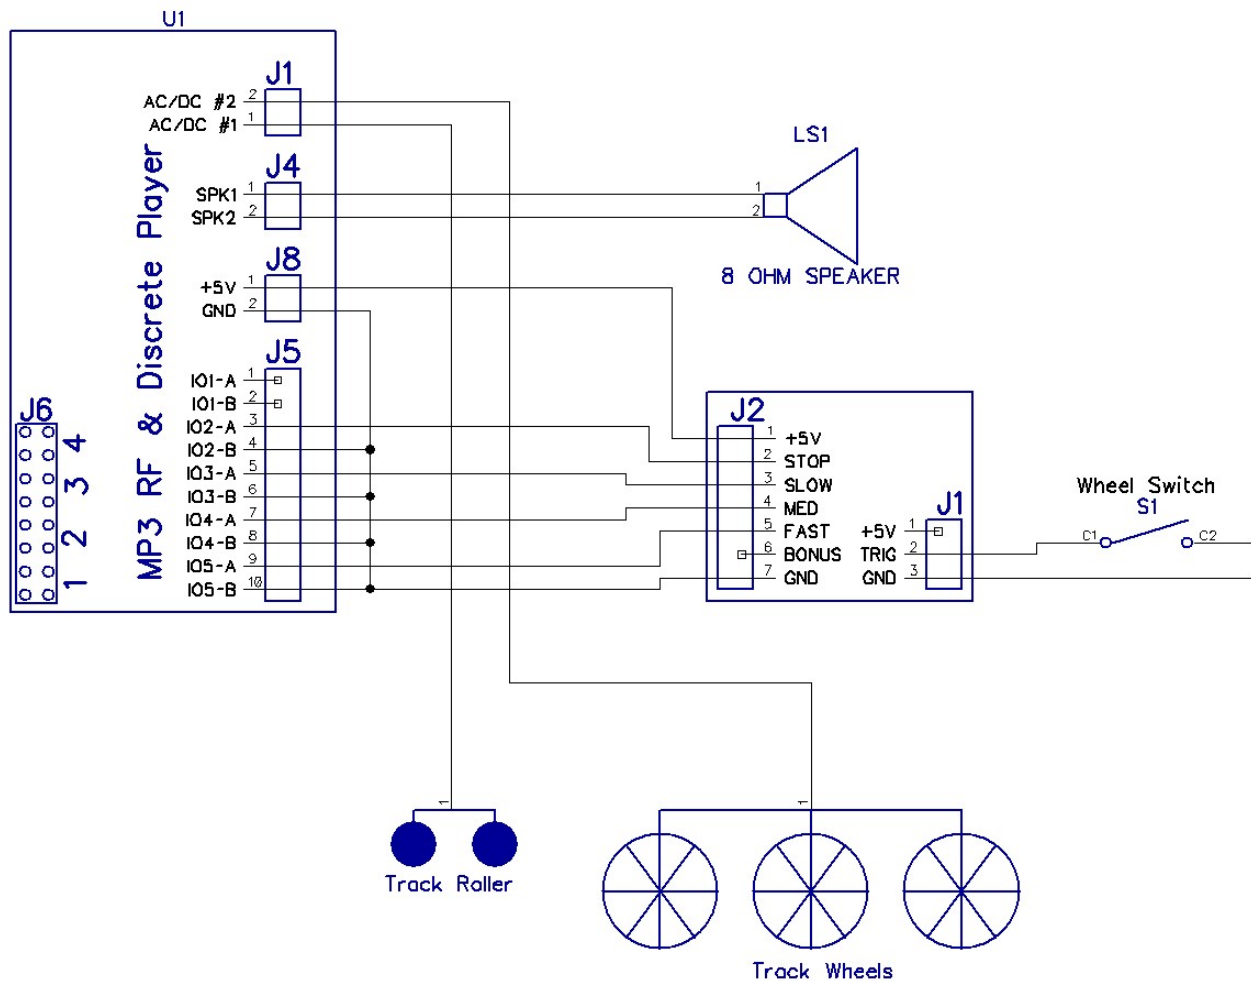 U1
J1
AC/DC #2 2
AC/DC #1 1
J4
SPK1 1
SPK2 2
J8
+5V 1
GND 2
J5
IO1-A 1
IO1-B 2
IO2-A 3
IO2-B 4
IO3-A 5
IO3-B 6
IO4-A 7
IO4-B 8
IO5-A 9
IO5-B 10
MP3 RF & Discrete Player
J6
4
3
2
1
LS1
1
2
8 OHM SPEAKER
J2
1 +5V
2 STOP
3 SLOW
4 MED
5 FAST
6 BONUS
7 GND
J1
+5V 1
TRIG 2
GND 3
Wheel Switch
S1
C1 C2
1
Track Roller
1
Track Wheels